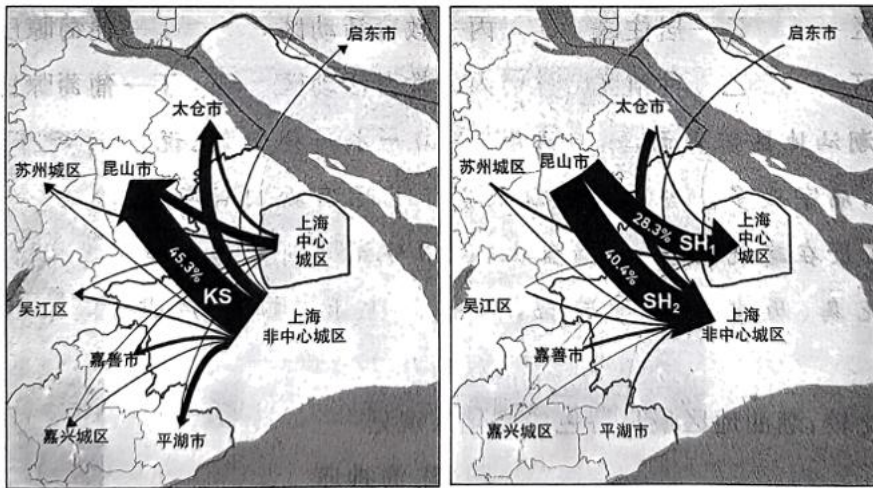 启东市
太仓市
苏州城区
昆山市
上海
中心
城区
45.3%
KS
吴江区
上海
非中心城区
嘉善市
嘉兴城区
平湖市
启东市
太仓市
苏州城区
昆山市
28.3%
SH₁
上海
中心
城区
40.4%
SH₂
吴江区
上海
非中心城区
嘉善市
嘉兴城区
平湖市